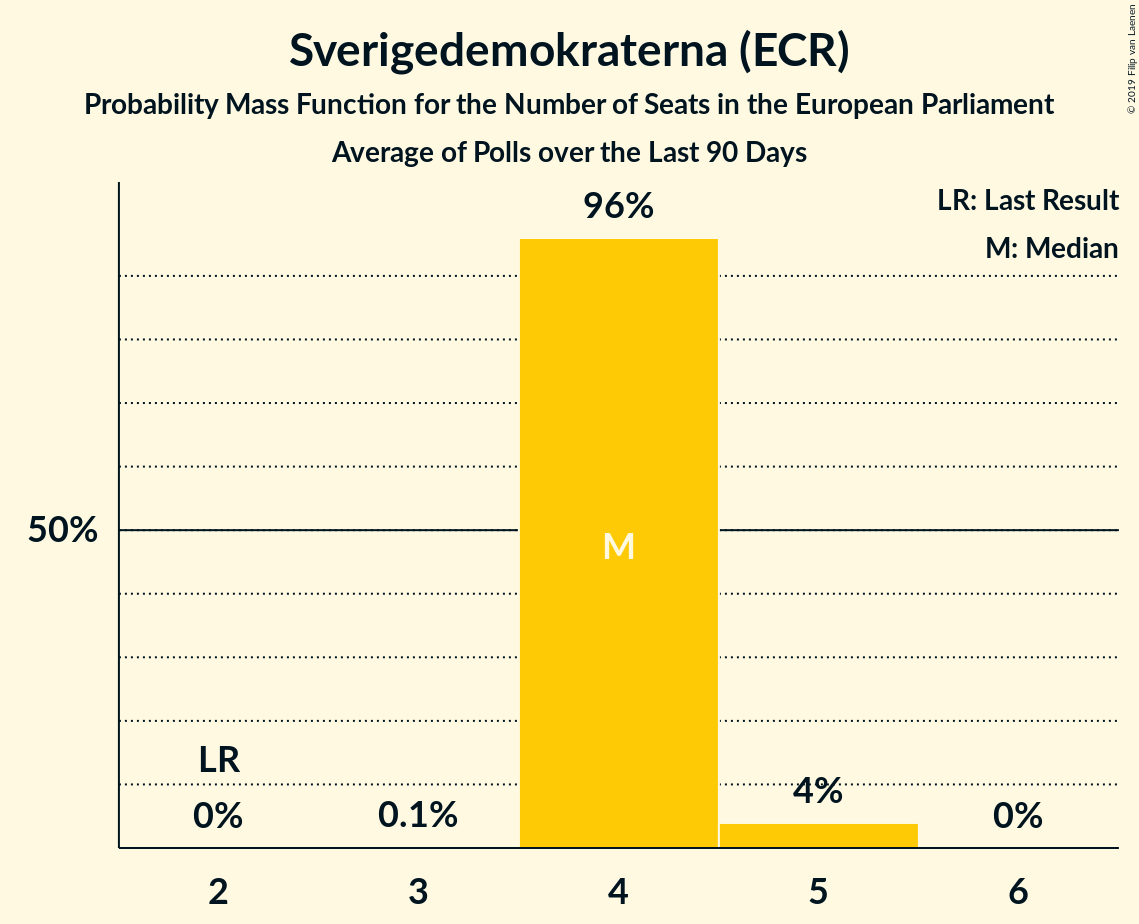 Sverigedemokraterna (ECR)
Probability Mass Function for the Number of Seats in the European Parliament
Average of Polls over the Last 90 Days
© 2019 Filip van Laenen
LR: Last Result
M: Median
96%
50%
M
LR
0%
0.1%
4%
0%
2
3
4
5
6